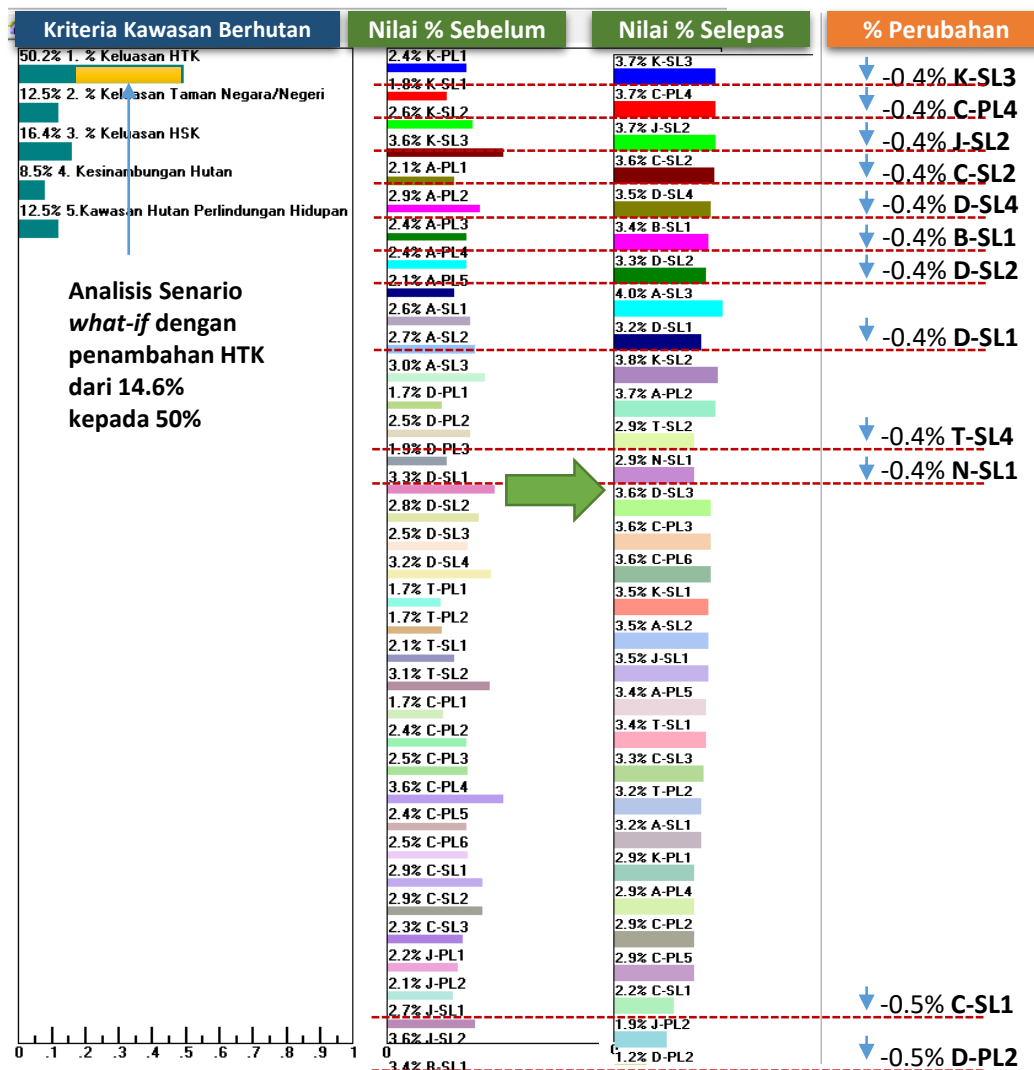 Kriteria Kawasan Berhutan
50.2% 1. % Keluasan HTK
12.5% 2. % Keluasan Taman Negara/Negeri
16.4% 3. % Keluasan HSK
8.5% 4. Kesinambungan Hutan
12.5% 5.Kawasan Hutan Perlindungan Hidupan
Analisis Senario
what-if dengan
penambahan HTK
dari 14.6%
kepada 50%
0 .1 .2 .3 .4 .5 .6 .7 .8 .9 1
Nilai % Sebelum
2.4% K-PL1
1.8% K-SL1
2.6% K-SL2
3.6% K-SL3
2.1% A-PL1
2.9% A-PL2
2.4% A-PL3
2.4% A-PL4
2.1% A-PL5
2.6% A-SL1
2.7% A-SL2
3.0% A-SL3
1.7% D-PL1
2.5% D-PL2
1.9% D-PL3
3.3% D-SL1
2.8% D-SL2
2.5% D-SL3
3.2% D-SL4
1.7% T-PL1
1.7% T-PL2
2.1% T-SL1
3.1% T-SL2
1.7% C-PL1
2.4% C-PL2
2.5% C-PL3
3.6% C-PL4
2.4% C-PL5
2.5% C-PL6
2.9% C-SL1
2.9% C-SL2
2.3% C-SL3
2.2% J-PL1
2.1% J-PL2
2.7% J-SL1
3.6% J-SL2
3.4% B-SL1
0
Nilai % Selepas
3.7% K-SL3
3.7% C-PL4
3.7% J-SL2
3.6% C-SL2
3.5% D-SL4
3.4% B-SL1
3.3% D-SL2
4.0% A-SL3
3.2% D-SL1
3.8% K-SL2
3.7% A-PL2
2.9% T-SL2
2.9% N-SL1
3.6% D-SL3
3.6% C-PL3
3.6% C-PL6
3.5% K-SL1
3.5% A-SL2
3.5% J-SL1
3.4% A-PL5
3.4% T-SL1
3.3% C-SL3
3.2% T-PL2
3.2% A-SL1
2.9% K-PL1
2.9% A-PL4
2.9% C-PL2
2.9% C-PL5
2.2% C-SL1
1.9% J-PL2
1.2% D-PL2
0
% Perubahan
-0.4% K-SL3
-0.4% C-PL4
-0.4% J-SL2
-0.4% C-SL2
-0.4% D-SL4
-0.4% B-SL1
-0.4% D-SL2
-0.4% D-SL1
-0.4% T-SL4
-0.4% N-SL1
-0.5% C-SL1
-0.5% D-PL2